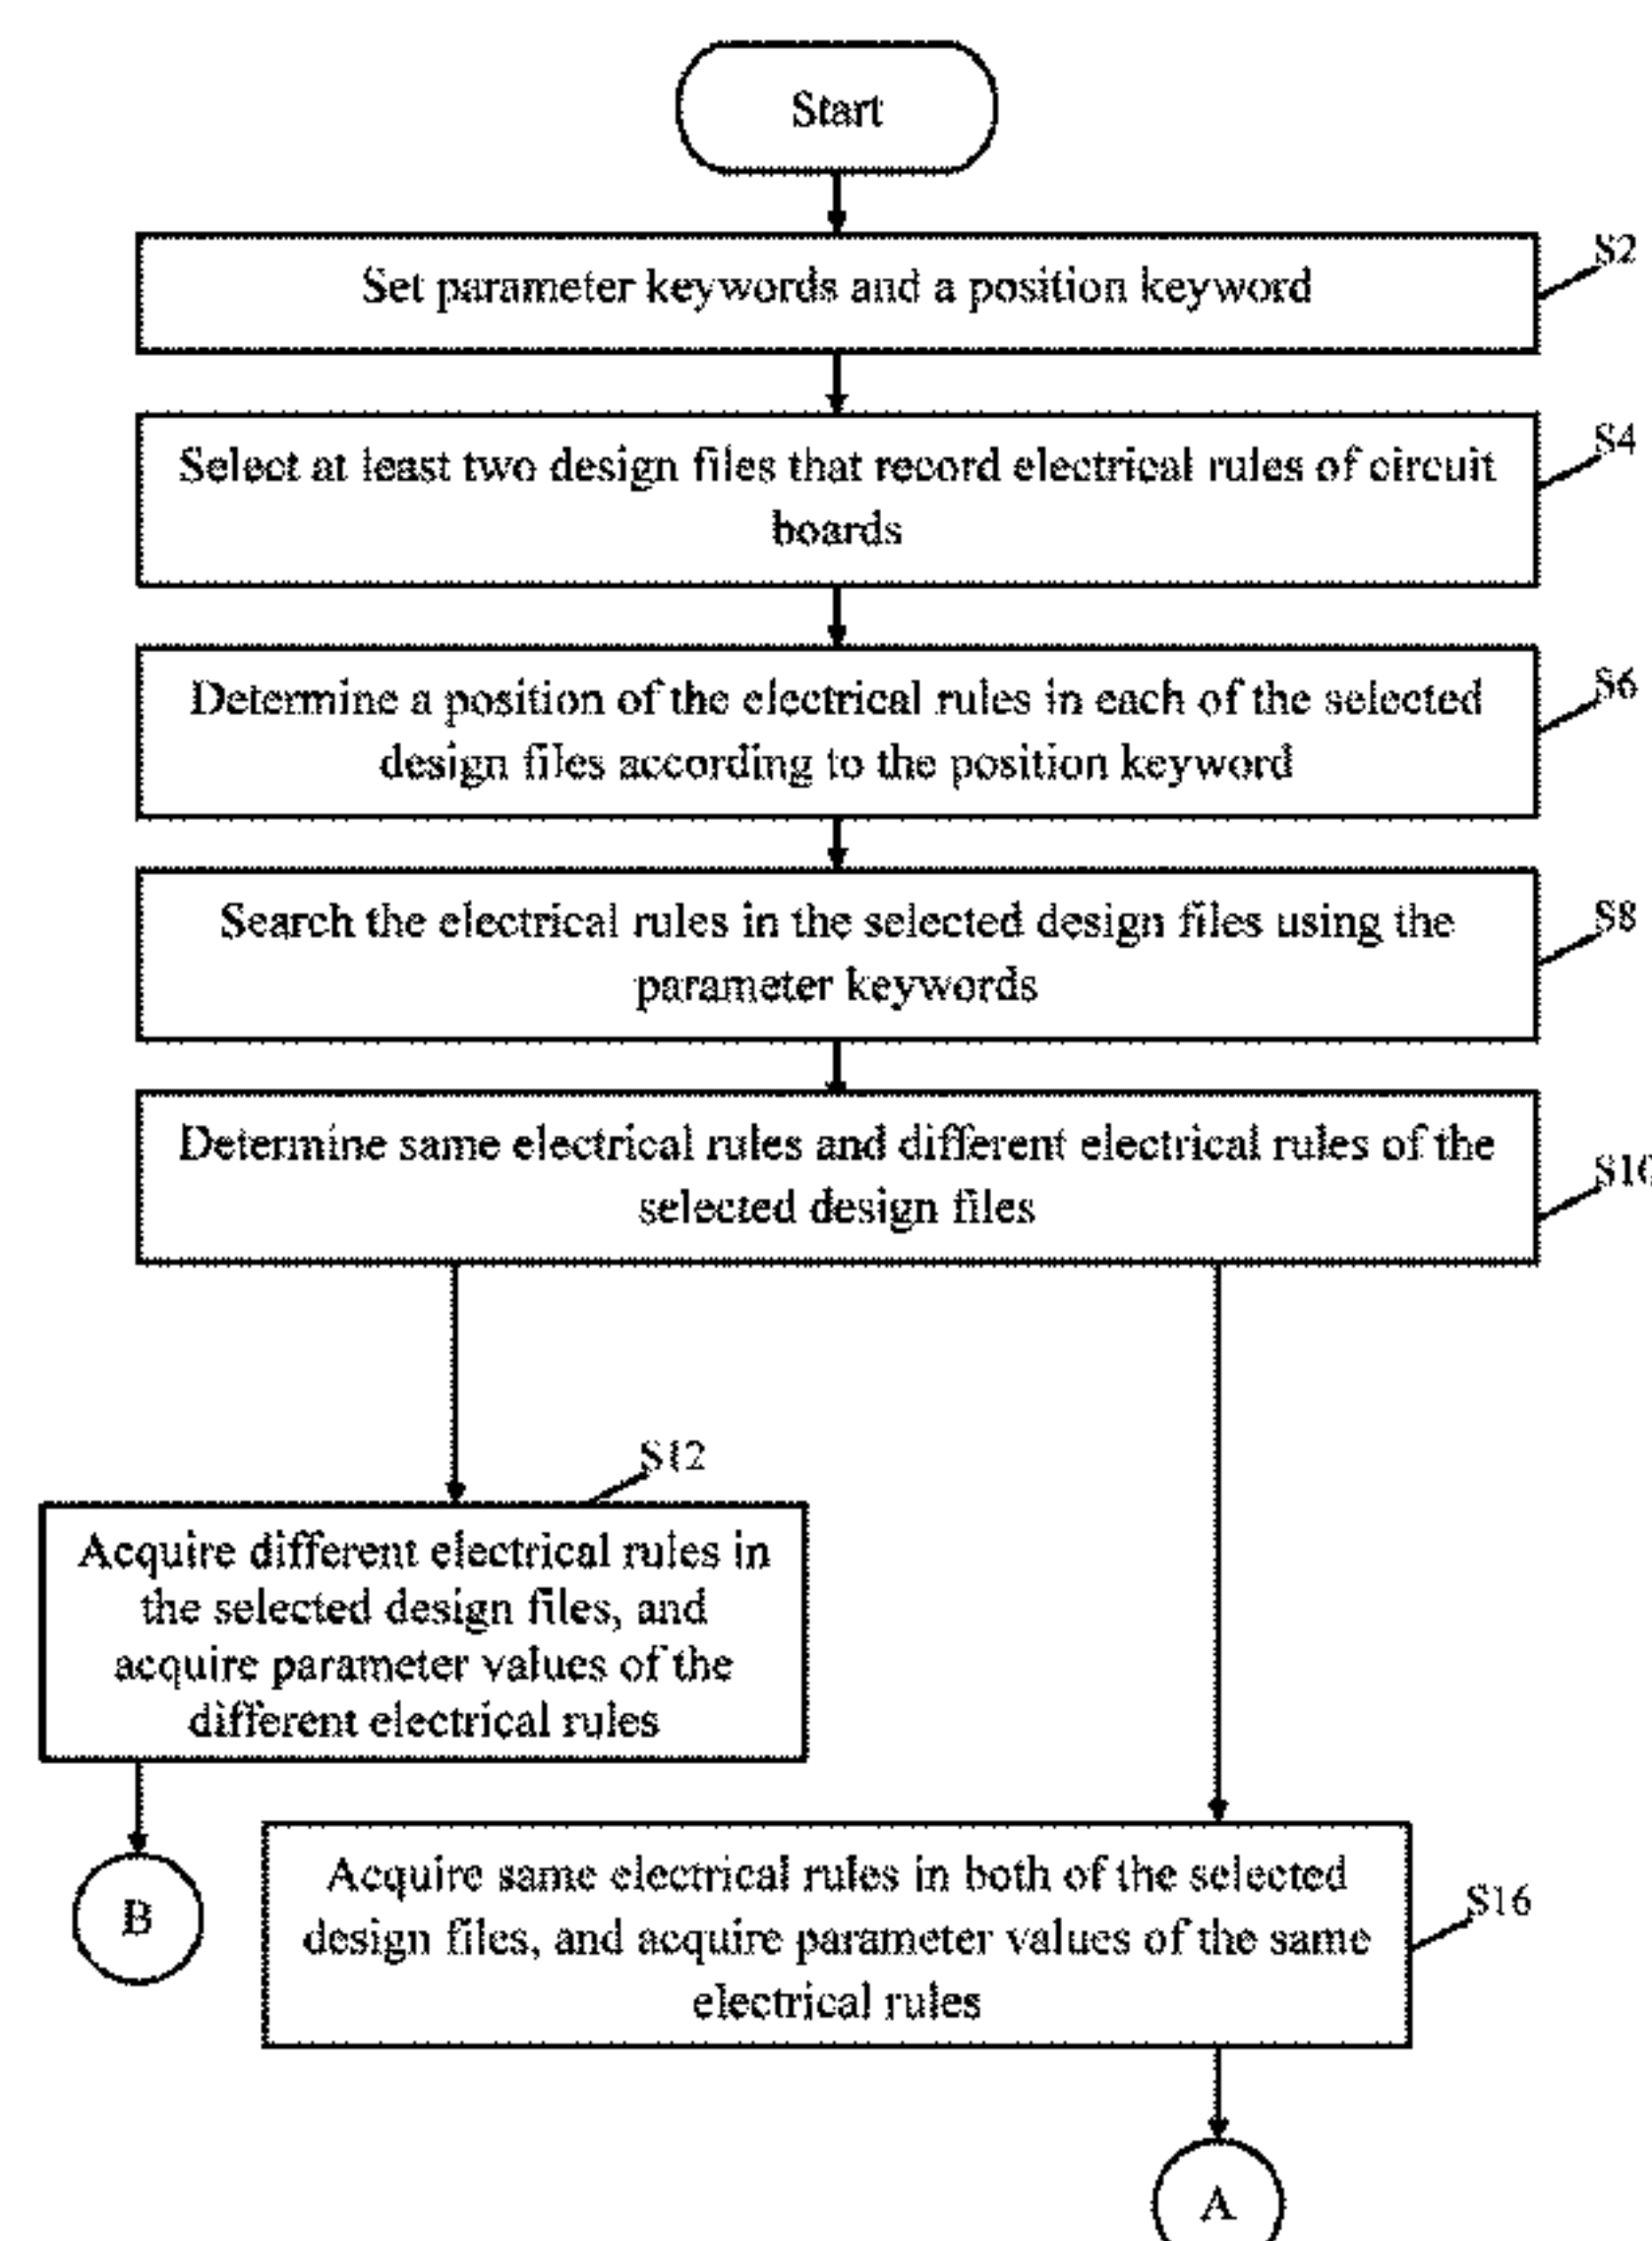 Start
Set parameter keywords and a position keyword
S2
Select at least two design files that record electrical rules of circuit
boards
S4
Determine a position of the electrical rules in each of the selected
design files according to the position keyword
S6
Search the electrical rules in the selected design files using the
parameter keywords
S8
Determine same electrical rules and different electrical rules of the
selected design files
S10
S12
Acquire different electrical rules in
the selected design files, and
acquire parameter values of the
different electrical rules
B
Acquire same electrical rules in both of the selected
design files, and acquire parameter values of the same
electrical rules
S16
A